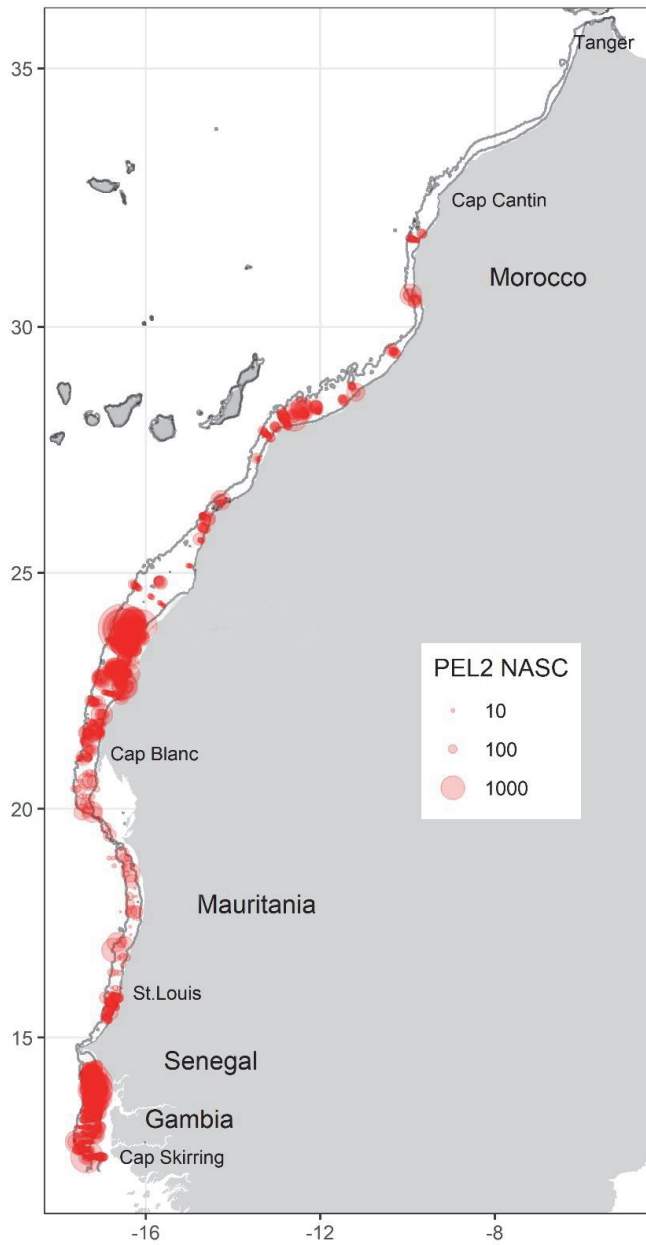 35
Tanger
Cap Cantin
Morocco
30
25
PEL2 NASC
10
100
1000
Cap Blanc
20
Mauritania
St.Louis
15
Senegal
Gambia
Cap Skirring
-16
-12
-8